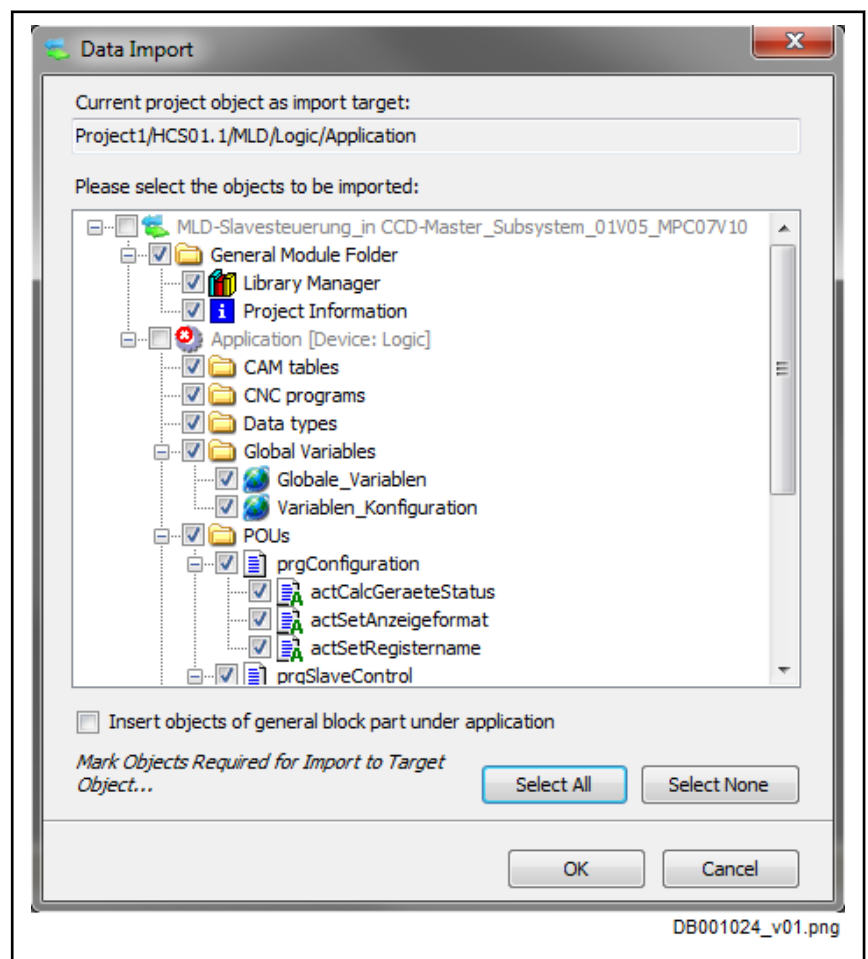 Data Import
Current project object as import target:
Project1/HCS01.1/MLD/Logic/Application
Please select the objects to be imported:
MLD-Slavesteuerung_in CCD-Master_Subsystem_01V05_MPC07V10
General Module Folder
Library Manager
Project Information
Application [Device: Logic]
CAM tables
CNC programs
Data types
Global Variables
Globale_Variablen
Variablen_Konfiguration
POUs
prgConfiguration
actCalcGeraeteStatus
actSetAnzeigeformat
actSetRegistername
prgSlaveControl
Insert objects of general block part under application
Mark Objects Required for Import to Target
Object...
Select All
Select None
OK
Cancel
DB001024_v01.png